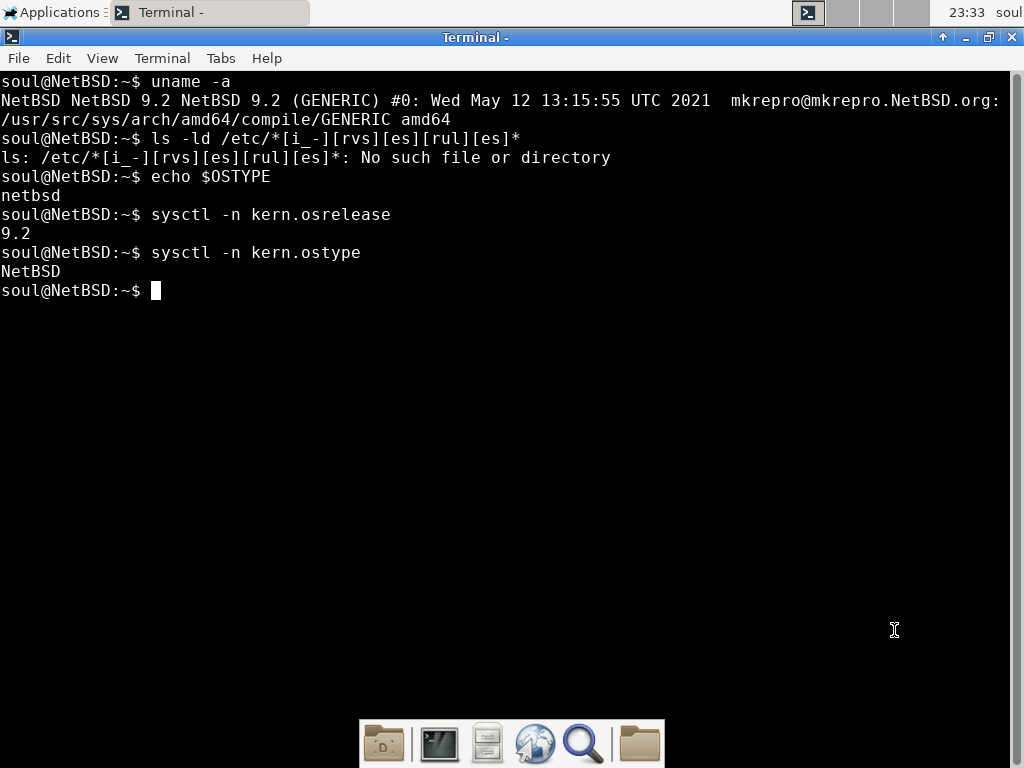 Applications Terminal - 23:33 soul
Terminal -
File Edit View Terminal Tabs Help
soul@NetBSD:~$ uname -a
NetBSD NetBSD 9.2 NetBSD 9.2 (GENERIC) #0: Wed May 12 13:15:55 UTC 2021  mkrepro@mkrepro.NetBSD.org:
/usr/src/sys/arch/amd64/compile/GENERIC amd64
soul@NetBSD:~$ ls -ld /etc/*[i_-][rvs][es][rul][es]*
ls: /etc/*[i_-][rvs][es][rul][es]*: No such file or directory
soul@NetBSD:~$ echo $OSTYPE
netbsd
soul@NetBSD:~$ sysctl -n kern.osrelease
9.2
soul@NetBSD:~$ sysctl -n kern.ostype
NetBSD
soul@NetBSD:~$
D